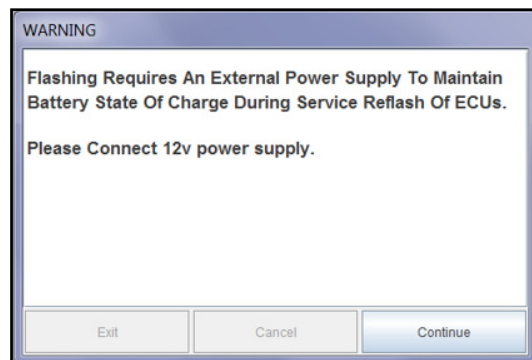 WARNING
Flashing Requires An External Power Supply To Maintain
Battery State Of Charge During Service Reflash Of ECUs.
Please Connect 12v power supply.
Exit
Cancel
Continue